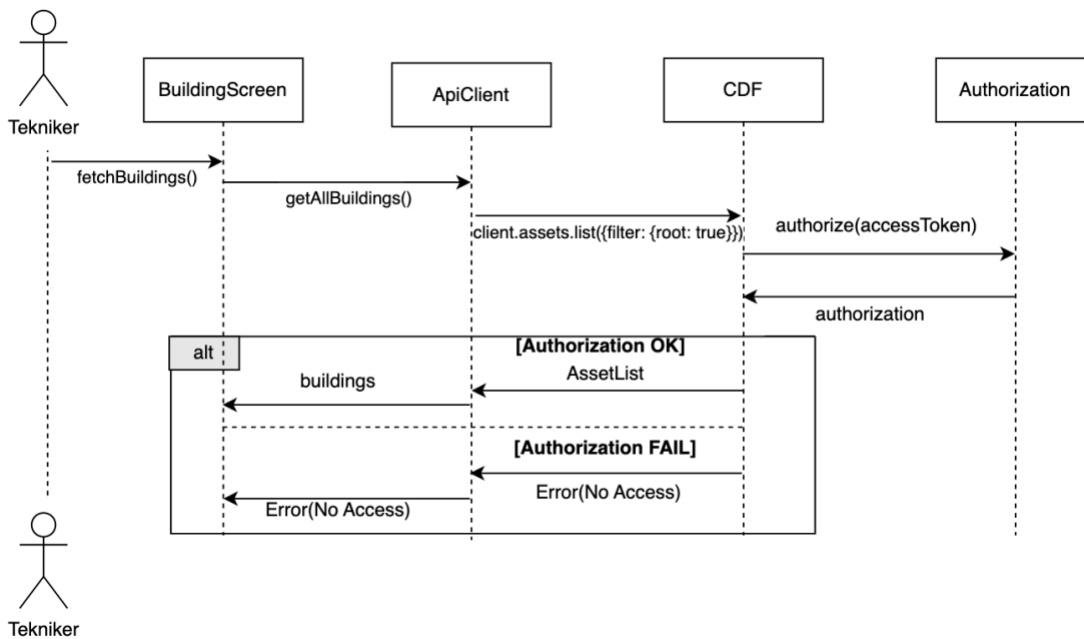 Tekniker
BuildingScreen
ApiClient
CDF
Authorization
fetchBuildings()
getAllBuildings()
client.assets.list({filter: {root: true}})
authorize(accessToken)
authorization
alt
[Authorization OK]
AssetList
buildings
[Authorization FAIL]
Error(No Access)
Error(No Access)
Tekniker